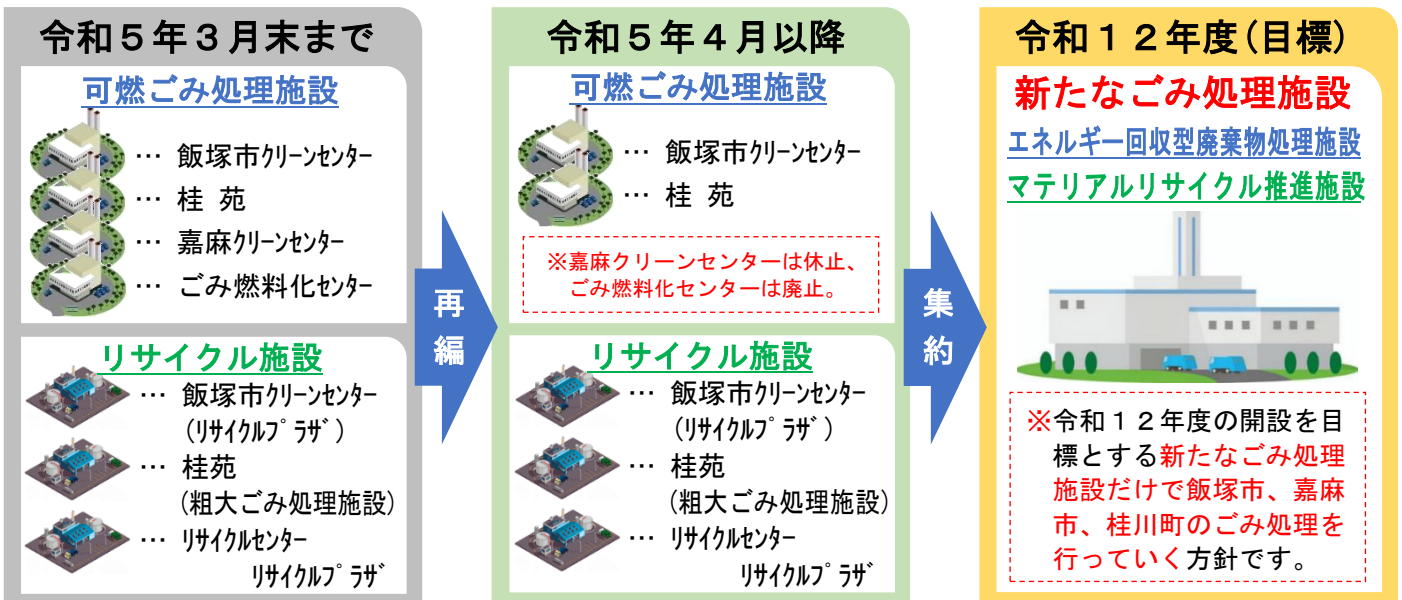 令和５年３月末まで
可燃ごみ処理施設
… 飯塚市ｸﾘｰﾝｾﾝﾀｰ
… 桂 苑
… 嘉麻ｸﾘｰﾝｾﾝﾀｰ
… ごみ燃料化ｾﾝﾀｰ
リサイクル施設
… 飯塚市ｸﾘｰﾝｾﾝﾀｰ
(ﾘｻｲｸﾙﾌﾟﾗｻﾞ)
… 桂苑
(粗大ごみ処理施設)
… ﾘｻｲｸﾙｾﾝﾀｰ
ﾘｻｲｸﾙﾌﾟﾗｻﾞ
再
編
令和５年４月以降
可燃ごみ処理施設
… 飯塚市ｸﾘｰﾝｾﾝﾀｰ
… 桂 苑
※嘉麻クリーンセンターは休止、
ごみ燃料化センターは廃止。
リサイクル施設
… 飯塚市ｸﾘｰﾝｾﾝﾀｰ
(ﾘｻｲｸﾙﾌﾟﾗｻﾞ)
… 桂苑
(粗大ごみ処理施設)
… ﾘｻｲｸﾙｾﾝﾀｰ
ﾘｻｲｸﾙﾌﾟﾗｻﾞ
集
約
令和１２年度(目標)
新たなごみ処理施設
エネルギー回収型廃棄物処理施設
マテリアルリサイクル推進施設
※令和１２年度の開設を目
標とする新たなごみ処理
施設だけで飯塚市、嘉麻
市、桂川町のごみ処理を
行っていく方針です。